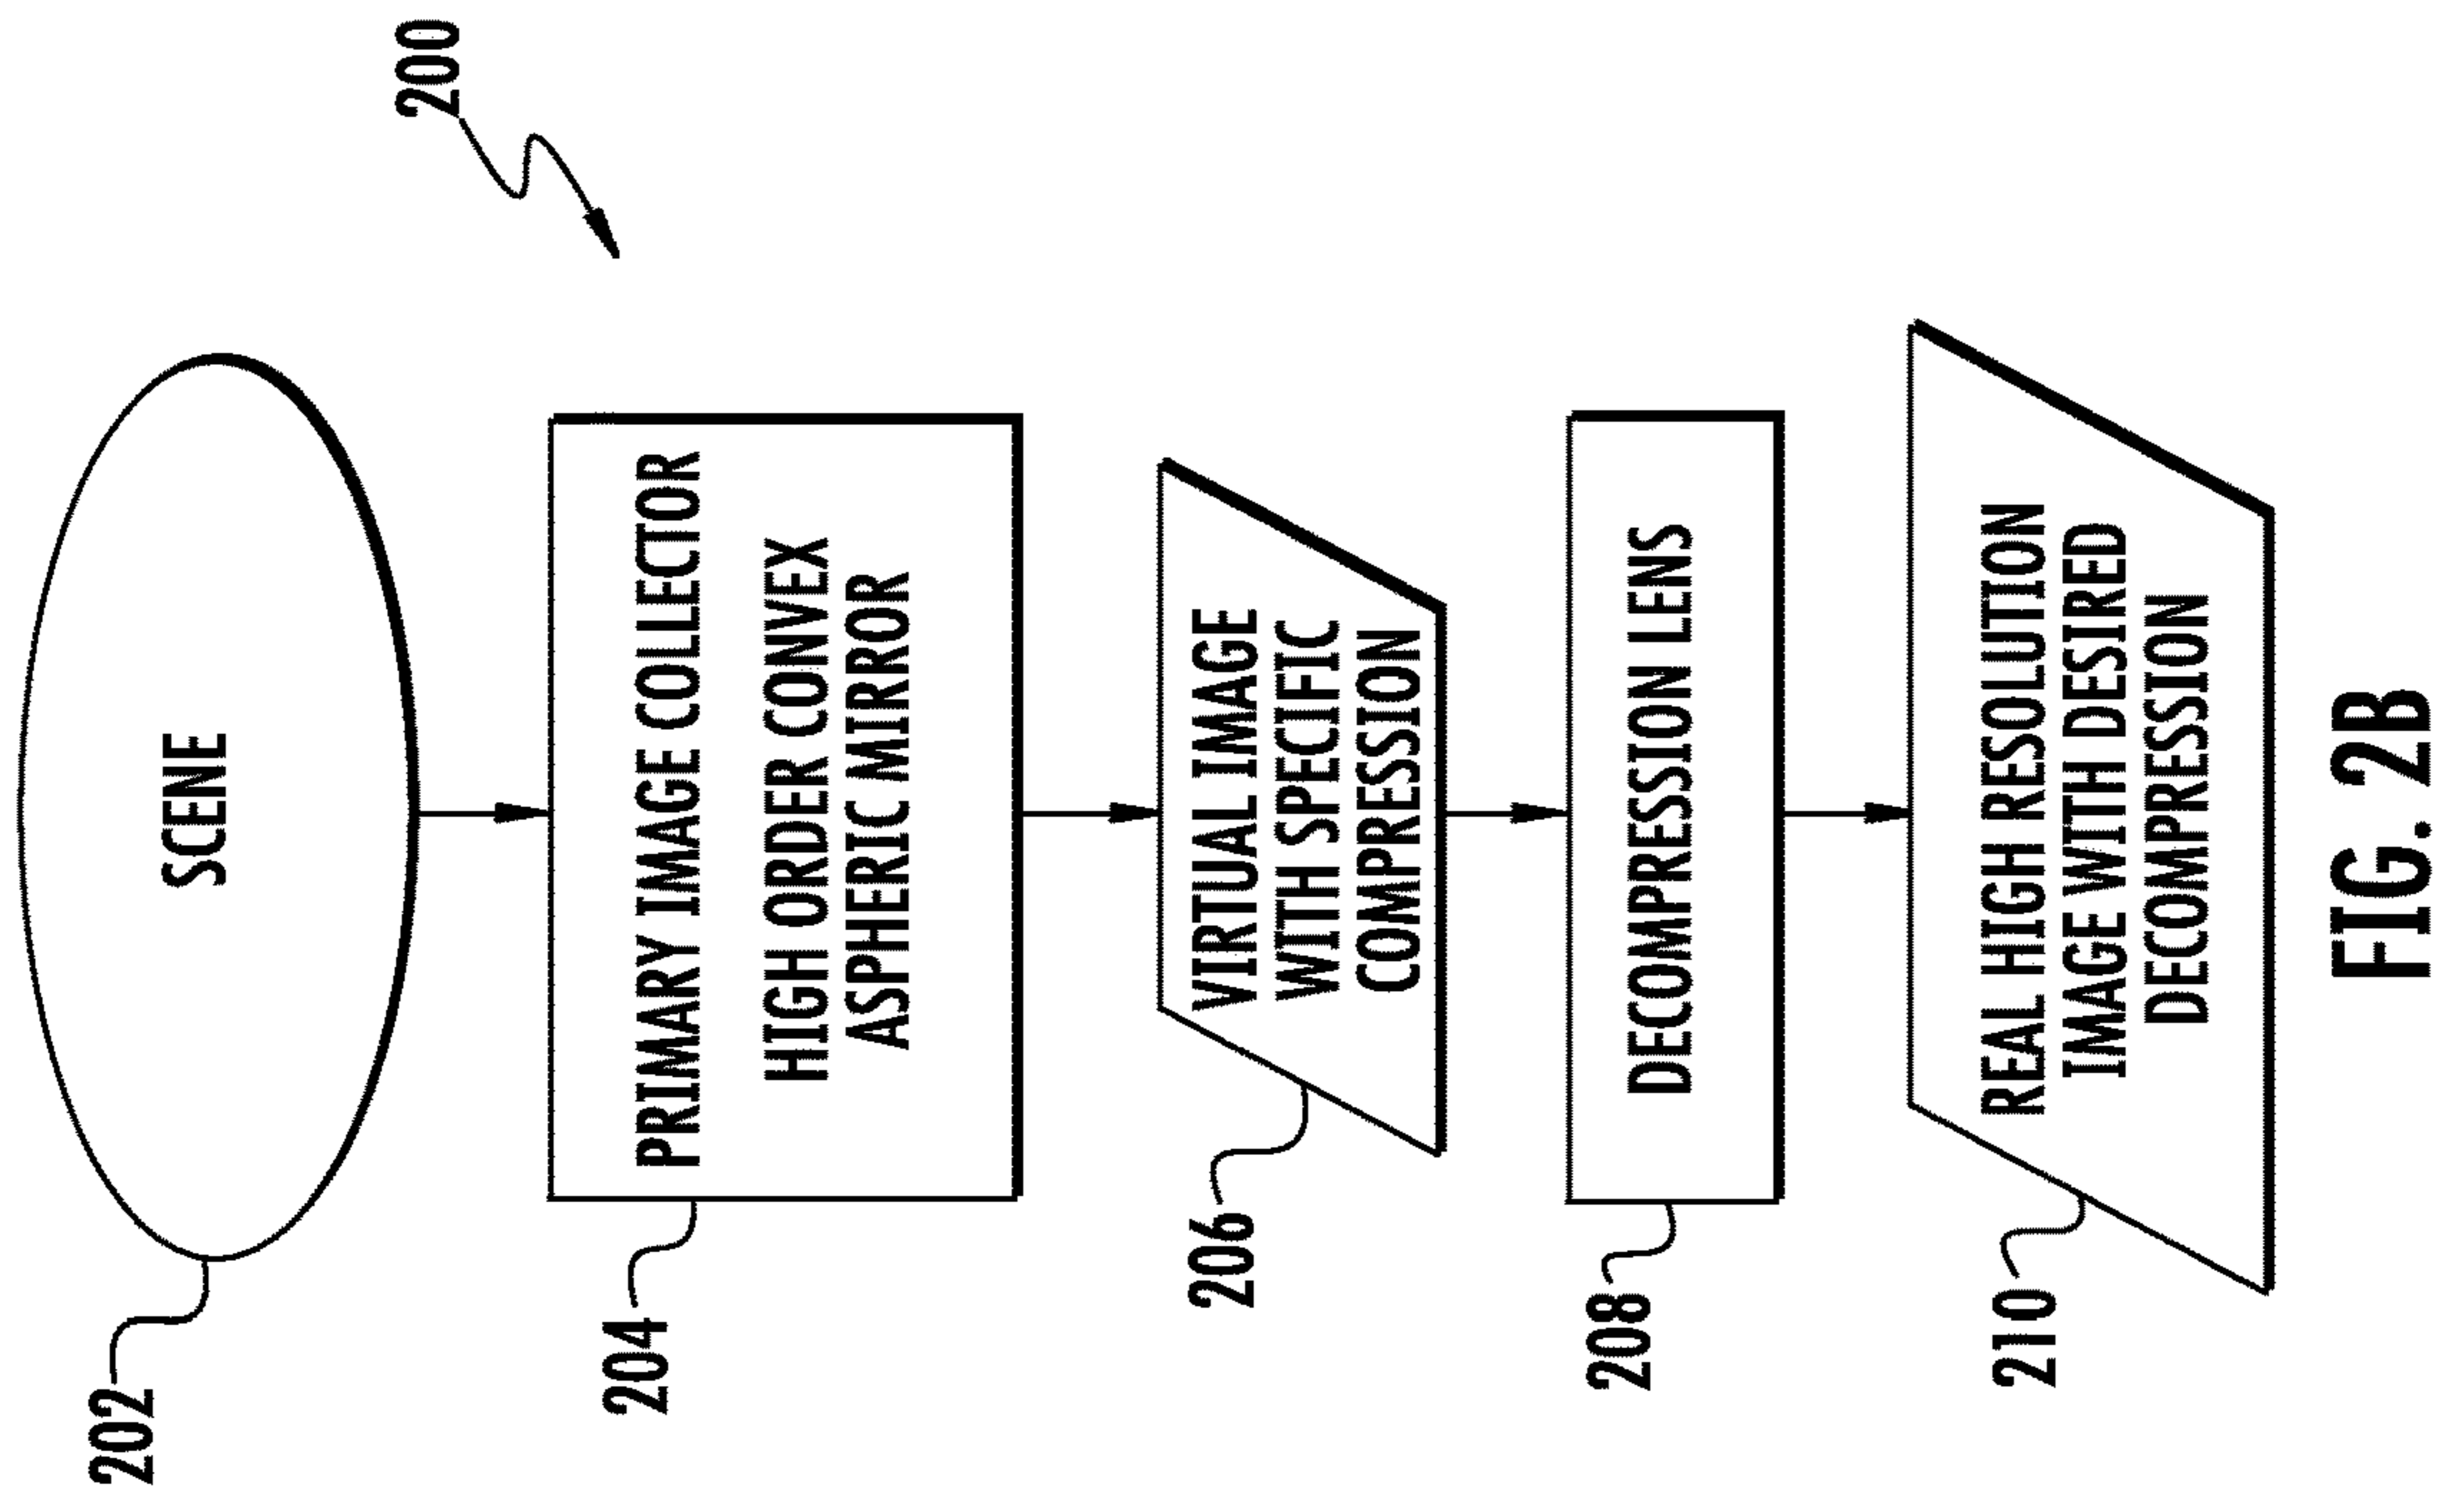 200
SCENE
202
PRIMARY IMAGE COLLECTOR
HIGH ORDER CONVEX
ASPHERIC MIRROR
204
VIRTUAL IMAGE
WITH SPECIFIC
COMPRESSION
206
DECOMPRESSION LENS
208
REAL HIGH RESOLUTION
IMAGE WITH DESIRED
DECOMPRESSION
210
FIG. 2B